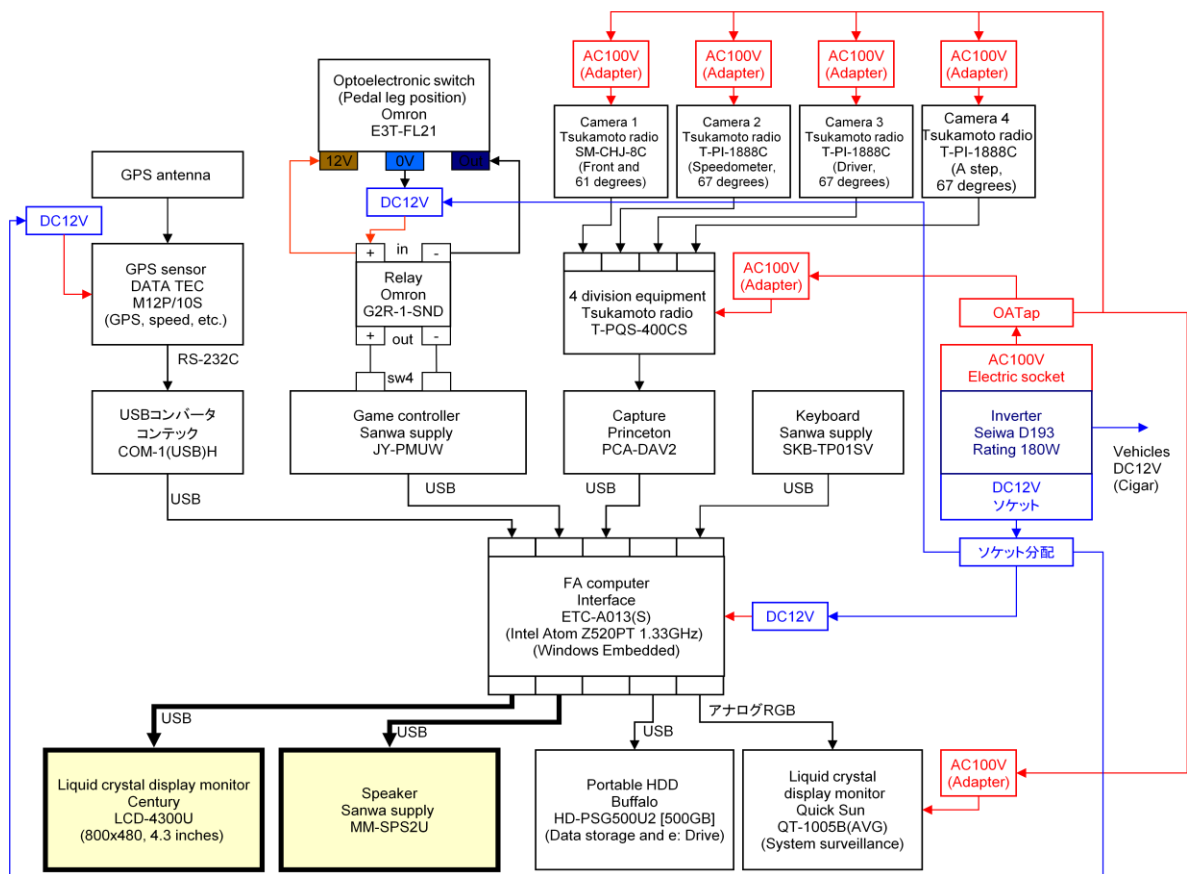 AC100V
(Adapter)
AC100V
(Adapter)
AC100V
(Adapter)
AC100V
(Adapter)
Optoelectronic switch
(Pedal leg position)
Omron
E3T-FL21
12V
0V
Out
Camera 1
Tsukamoto radio
SM-CHJ-8C
(Front and
61 degrees)
Camera 2
Tsukamoto radio
T-PI-1888C
(Speedometer,
67 degrees)
Camera 3
Tsukamoto radio
T-PI-1888C
(Driver,
67 degrees)
Camera 4
Tsukamoto radio
T-PI-1888C
(A step,
67 degrees)
GPS antenna
DC12V
DC12V
+
in
-
Relay
Omron
G2R-1-SND
+
out
-
sw4
GPS sensor
DATA TEC
M12P/10S
(GPS, speed, etc.)
RS-232C
4 division equipment
Tsukamoto radio
T-PQS-400CS
AC100V
(Adapter)
OATap
AC100V
Electric socket
Inverter
Seiwa D193
Rating 180W
DC12V
ソケット
Vehicles
DC12V
(Cigar)
ソケット分配
USBコンバータ
コンテック
COM-1(USB)H
USB
Game controller
Sanwa supply
JY-PMUW
USB
Capture
Princeton
PCA-DAV2
USB
Keyboard
Sanwa supply
SKB-TP01SV
USB
FA computer
Interface
ETC-A013(S)
(Intel Atom Z520PT 1.33GHz)
(Windows Embedded)
DC12V
USB
USB
USB
アナログRGB
Liquid crystal display monitor
Century
LCD-4300U
(800x480, 4.3 inches)
Speaker
Sanwa supply
MM-SPS2U
Portable HDD
Buffalo
HD-PSG500U2 [500GB]
(Data storage and e: Drive)
Liquid crystal
display monitor
Quick Sun
QT-1005B(AVG)
(System surveillance)
AC100V
(Adapter)